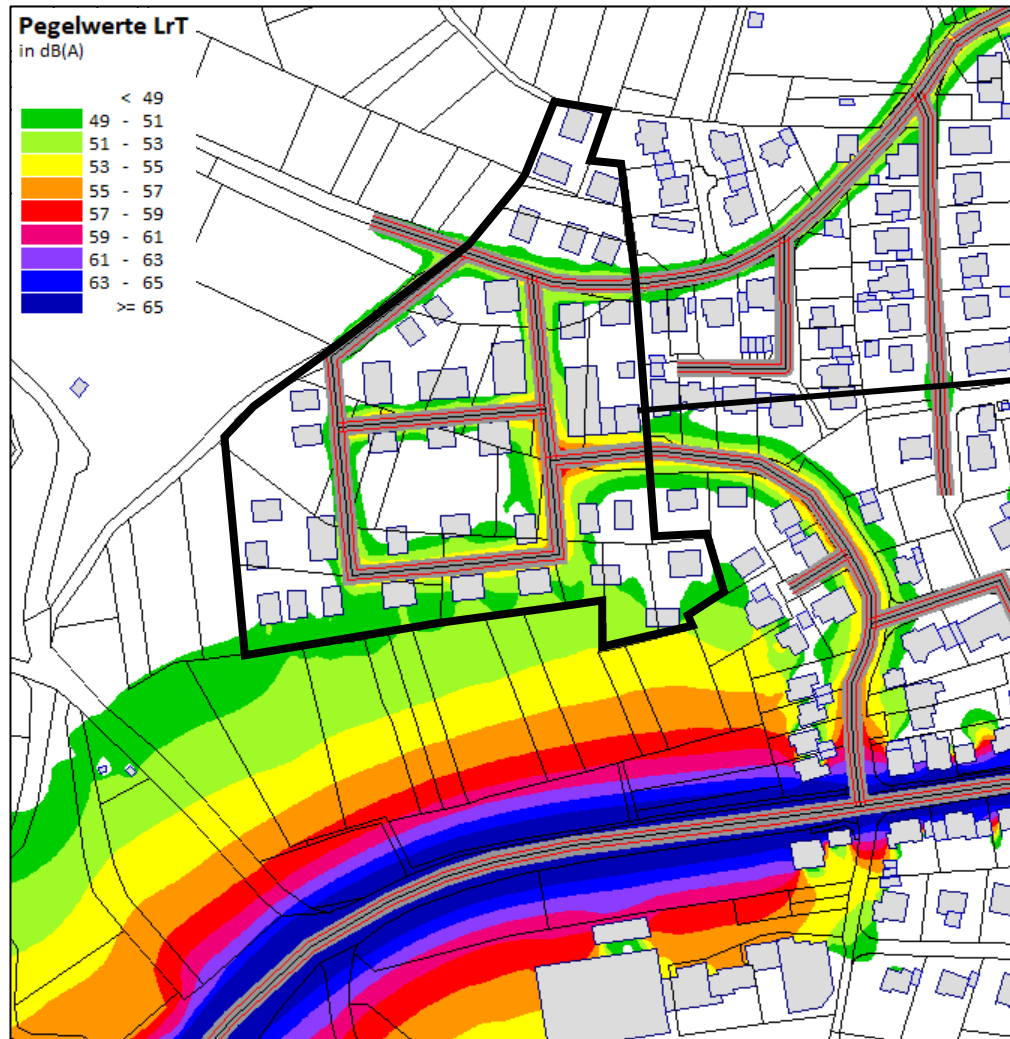 Pegelwerte LrT
in dB(A)
< 49
49 - 51
51 - 53
53 - 55
55 - 57
57 - 59
59 - 61
61 - 63
63 - 65
>= 65